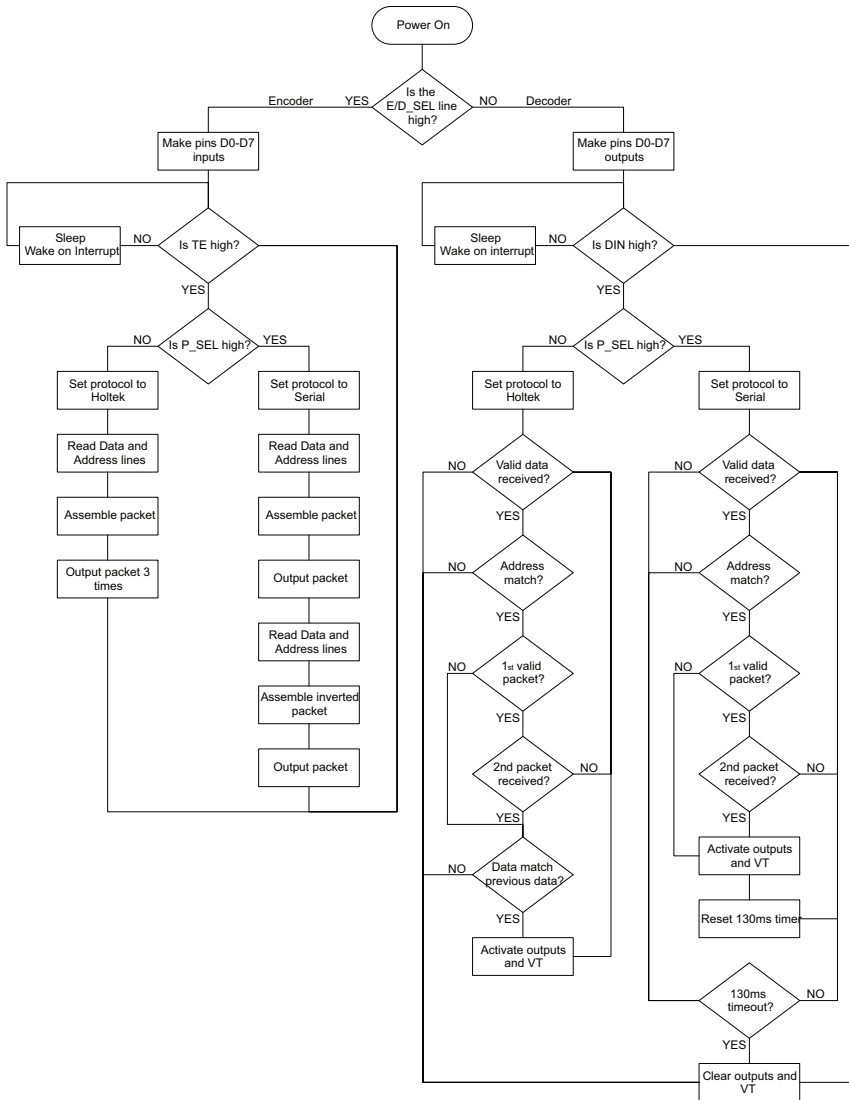 Power On
Is the
E/D_SEL line
high?
Encoder
YES
NO
Decoder
Make pins D0-D7
inputs
Sleep
Wake on Interrupt
NO
Is TE high?
YES
Is P_SEL high?
NO
YES
Set protocol to
Holtek
Read Data and
Address lines
Assemble packet
Output packet 3
times
Set protocol to
Serial
Read Data and
Address lines
Assemble packet
Output packet
Read Data and
Address lines
Assemble inverted
packet
Output packet
Make pins D0-D7
outputs
Sleep
Wake on interrupt
NO
Is DIN high?
YES
Is P_SEL high?
NO
YES
Set protocol to
Holtek
NO
Valid data
received?
YES
NO
Address
match?
YES
NO
1st valid
packet?
YES
2nd packet
received?
NO
YES
NO
Data match
previous data?
YES
Activate outputs
and VT
Set protocol to
Serial
NO
Valid data
received?
YES
NO
Address
match?
YES
NO
1st valid
packet?
YES
2nd packet
received?
NO
YES
Activate outputs
and VT
Reset 130ms timer
130ms
timeout?
NO
YES
Clear outputs and
VT